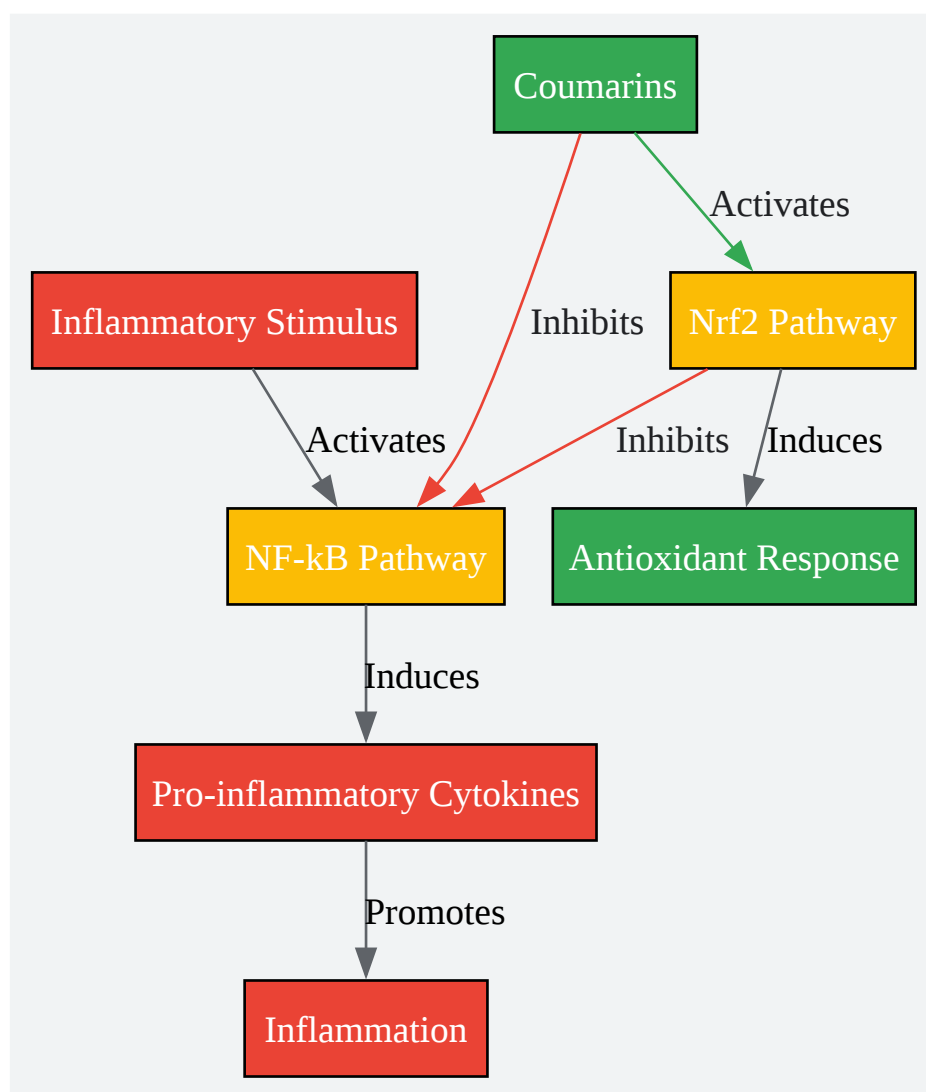 Coumarins
Activates
Inflammatory Stimulus
Inhibits
Nrf2 Pathway
Activates
Inhibits
Induces
NF-kB Pathway
Antioxidant Response
Induces
Pro-inflammatory Cytokines
Promotes
Inflammation